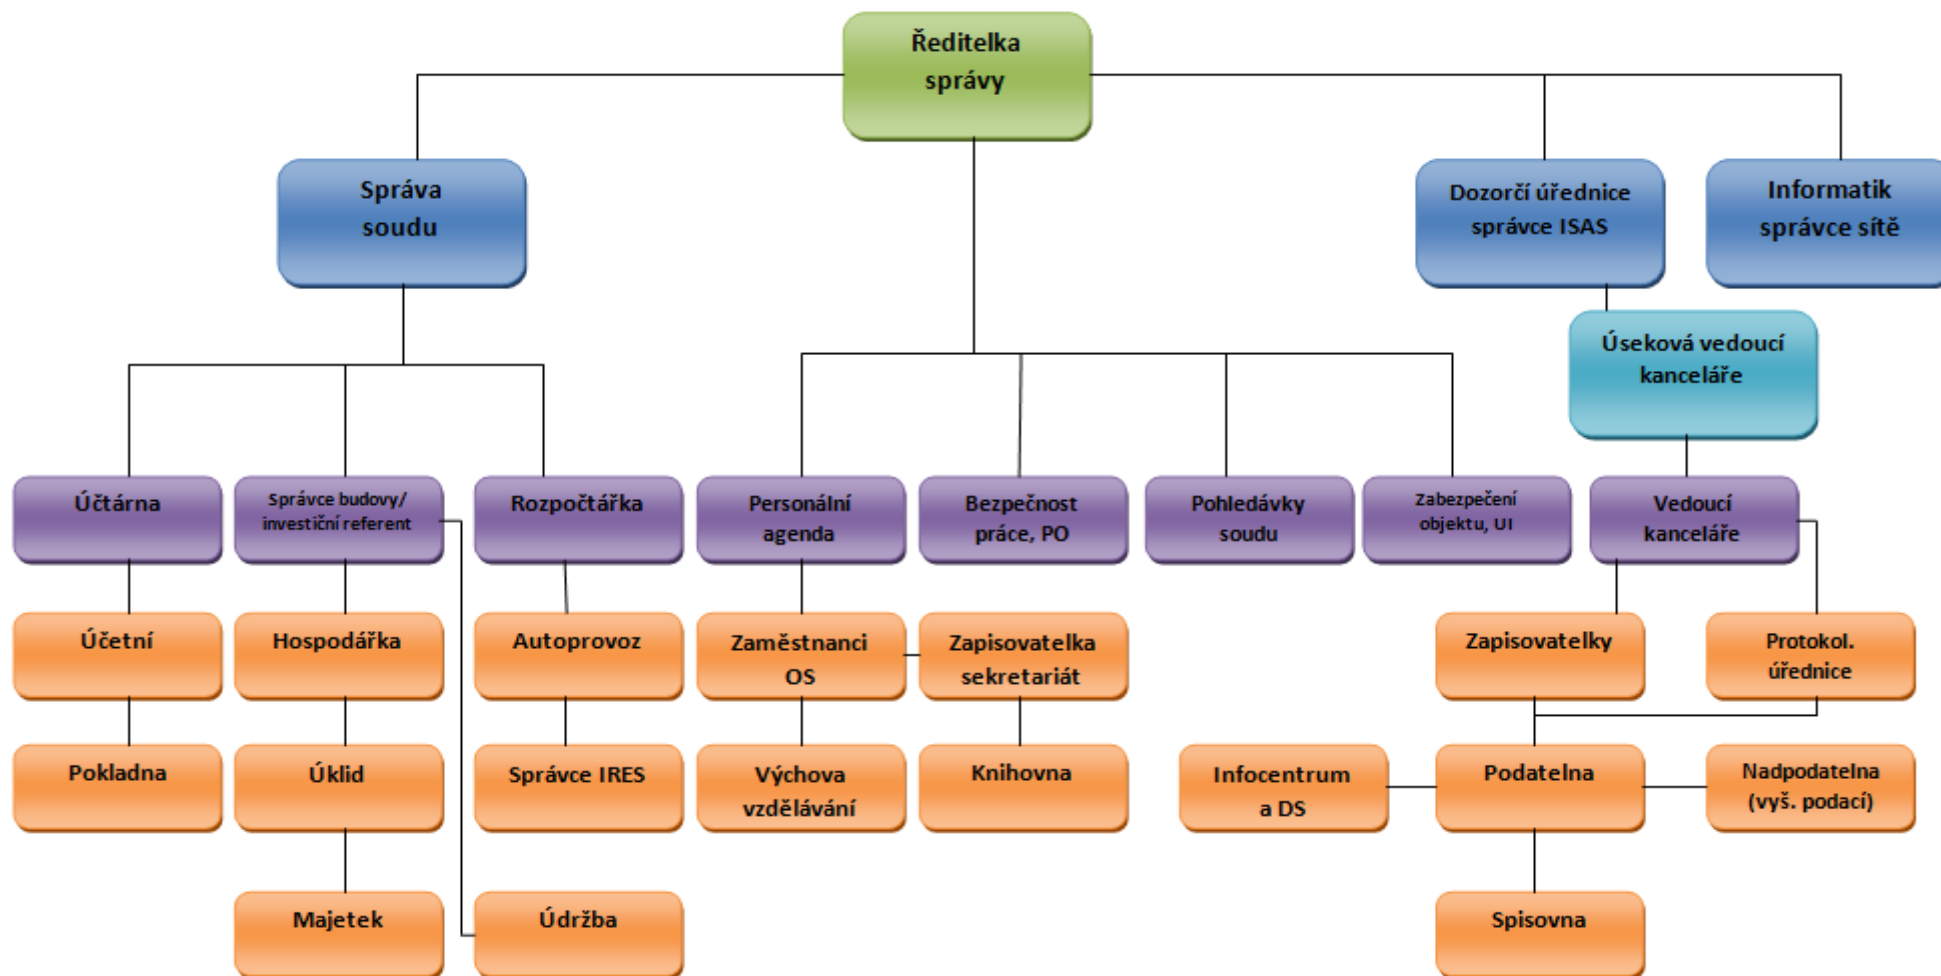 Ředitelka
správy
Správa
soudu
Dozorčí úřednice
správce ISAS
Informatik
správce sítě
Úseková vedoucí
kanceláře
Účtárna
Správce budovy/
investiční referent
Rozpočtářka
Personální
agenda
Bezpečnost
práce, PO
Pohledávky
soudu
Zabezpečení
objektu, UI
Vedoucí
kanceláře
Účetní
Hospodářka
Autoprovoz
Zaměstnanci
OS
Zapisovatelka
sekretariát
Zapisovatelky
Protokol.
úřednice
Pokladna
Úklid
Správce IRES
Výchova
vzdělávání
Knihovna
Infocentrum
a DS
Podatelna
Nadpodatelna
(vyš. podací)
Majetek
Údržba
Spisovna